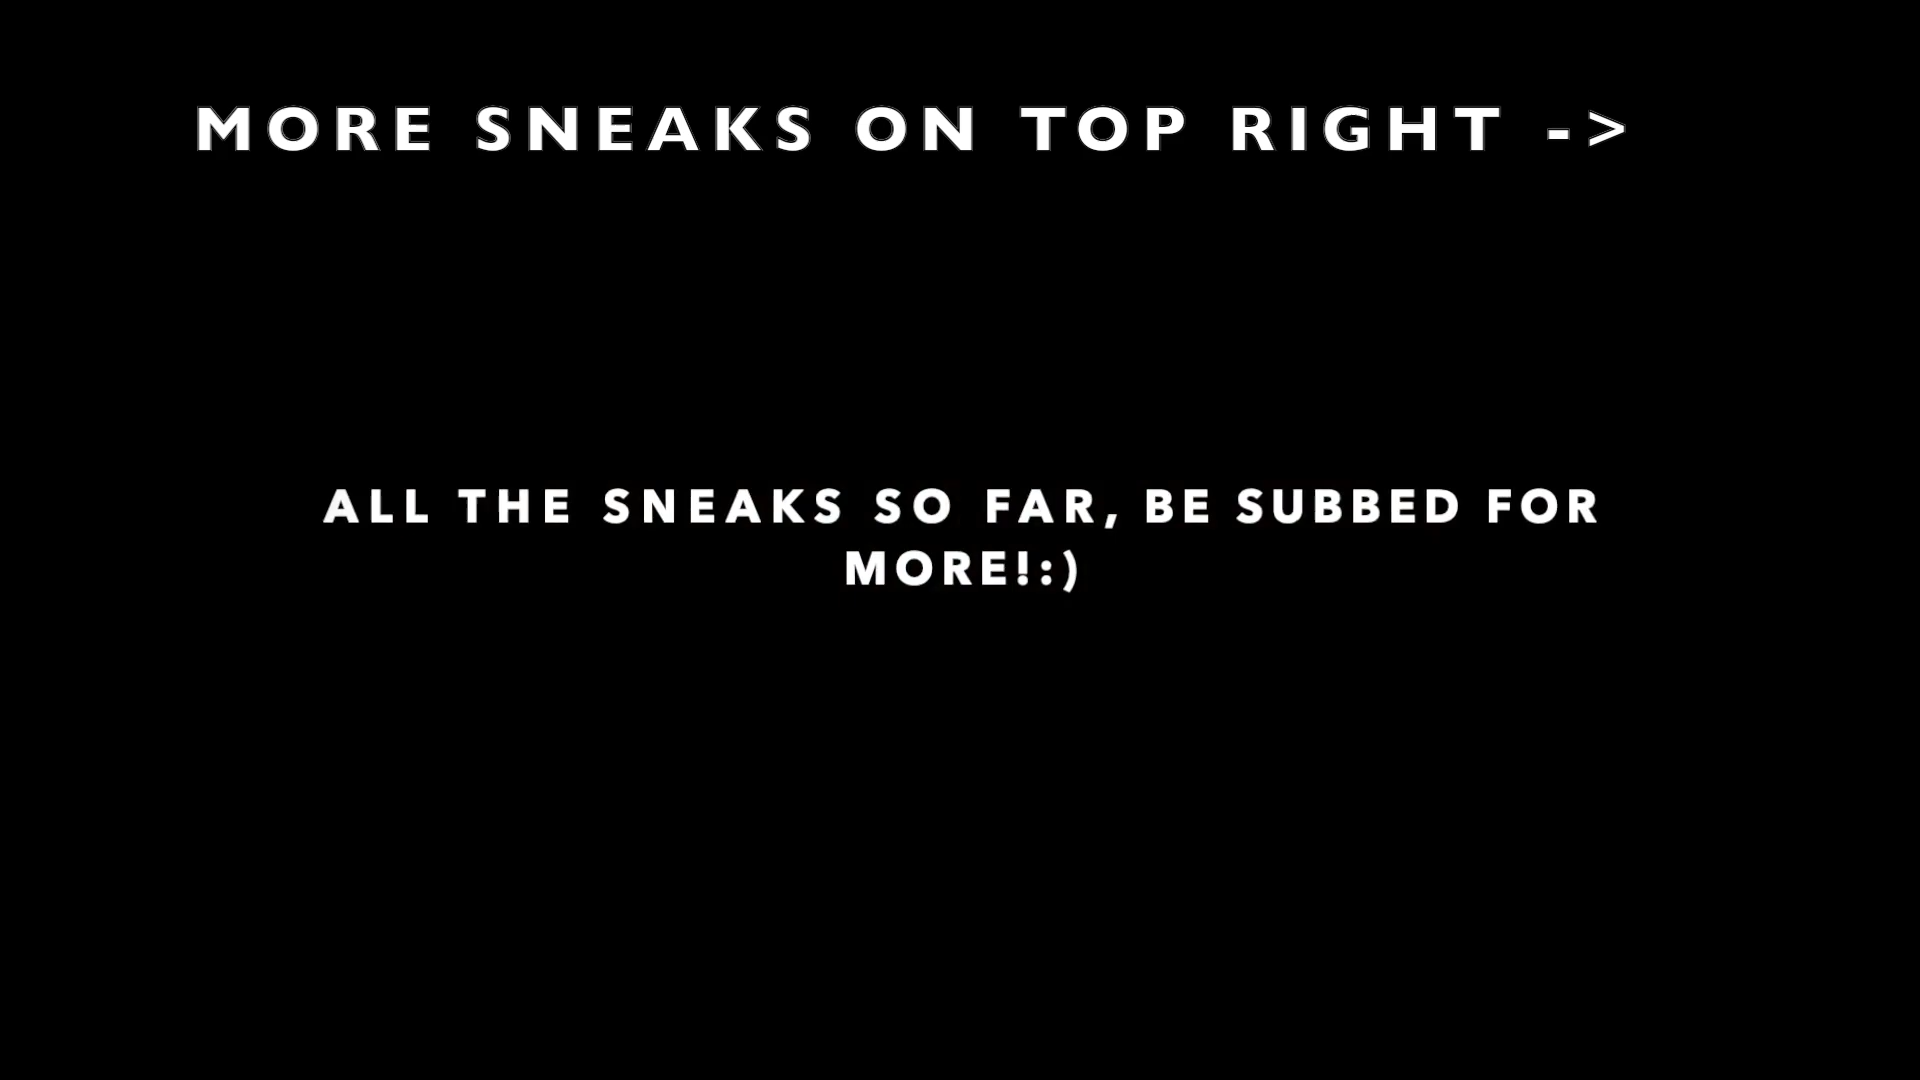 MORE SNEAKS ON TOP RIGHT ->
ALL THE SNEAKS SO FAR, BE SUBBED FOR
MORE!:)